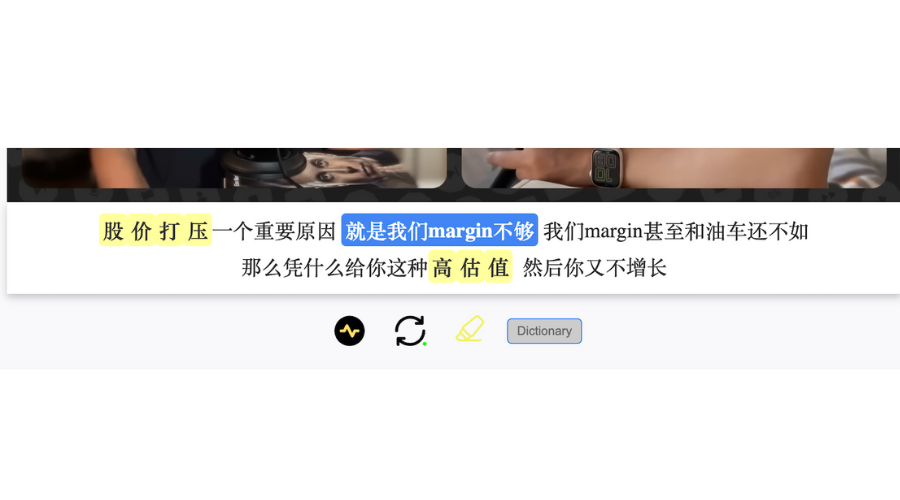 股价打压一个重要原因 就是我们margin不够 我们margin甚至和油车还不如
那么凭什么给你这种高估值 然后你又不增长
Dictionary